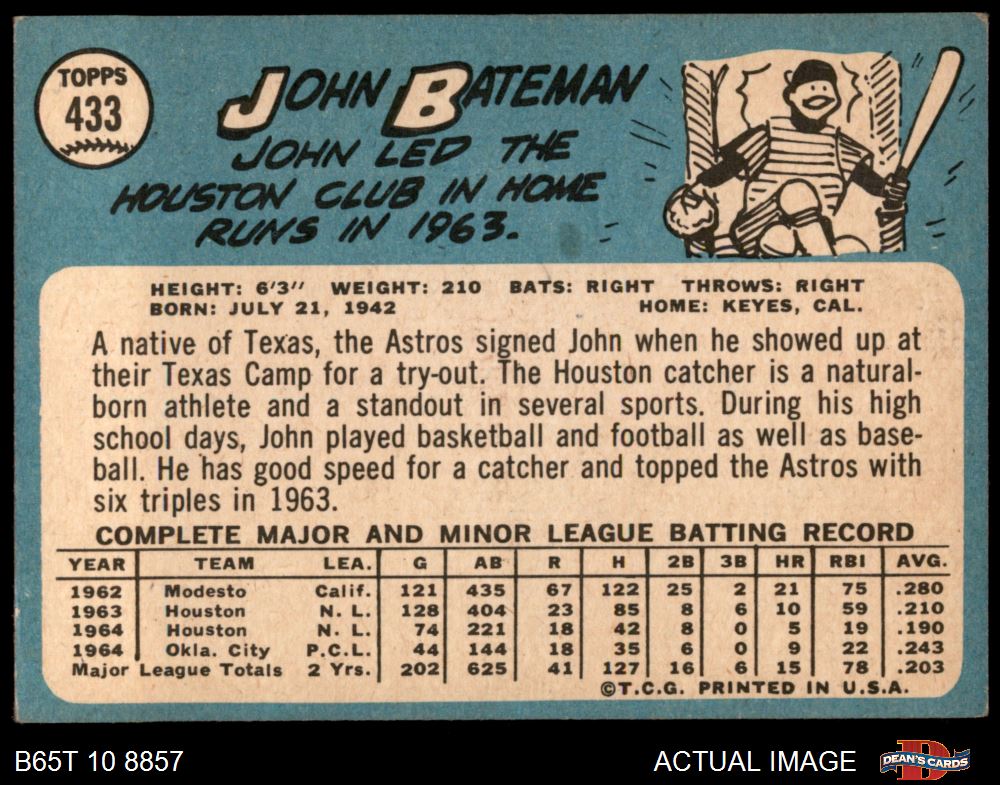 TOPPS
433
JOHN BATEMAN
JOHN LED THE
HOUSTON CLUB IN HOME
RUNS IN 1963.
HEIGHT: 6'3" WEIGHT: 210 BATS: RIGHT THROWS: RIGHT
BORN: JULY 21, 1942 HOME: KEYES, CAL.
A native of Texas, the Astros signed John when he showed up at
their Texas Camp for a try-out. The Houston catcher is a natural-
born athlete and a standout in several sports. During his high
school days, John played basketball and football as well as base-
ball. He has good speed for a catcher and topped the Astros with
six triples in 1963.
COMPLETE MAJOR AND MINOR LEAGUE BATTING RECORD
YEAR TEAM LEA. G AB R H 2B 3B HR RBI AVG.
1962 Modesto Calif. 121 435 67 122 25 2 21 75 .280
1963 Houston N. L. 128 404 23 85 8 6 10 59 .210
1964 Houston N. L. 74 221 18 42 8 0 5 19 .190
1964 Okla. City P.C.L. 44 144 18 35 6 0 9 22 .243
Major League Totals 2 Yrs. 202 625 41 127 16 6 15 78 .203
©T.C.G. PRINTED IN U.S.A.
B65T 10 8857 ACTUAL IMAGE DEAN'S CARDS